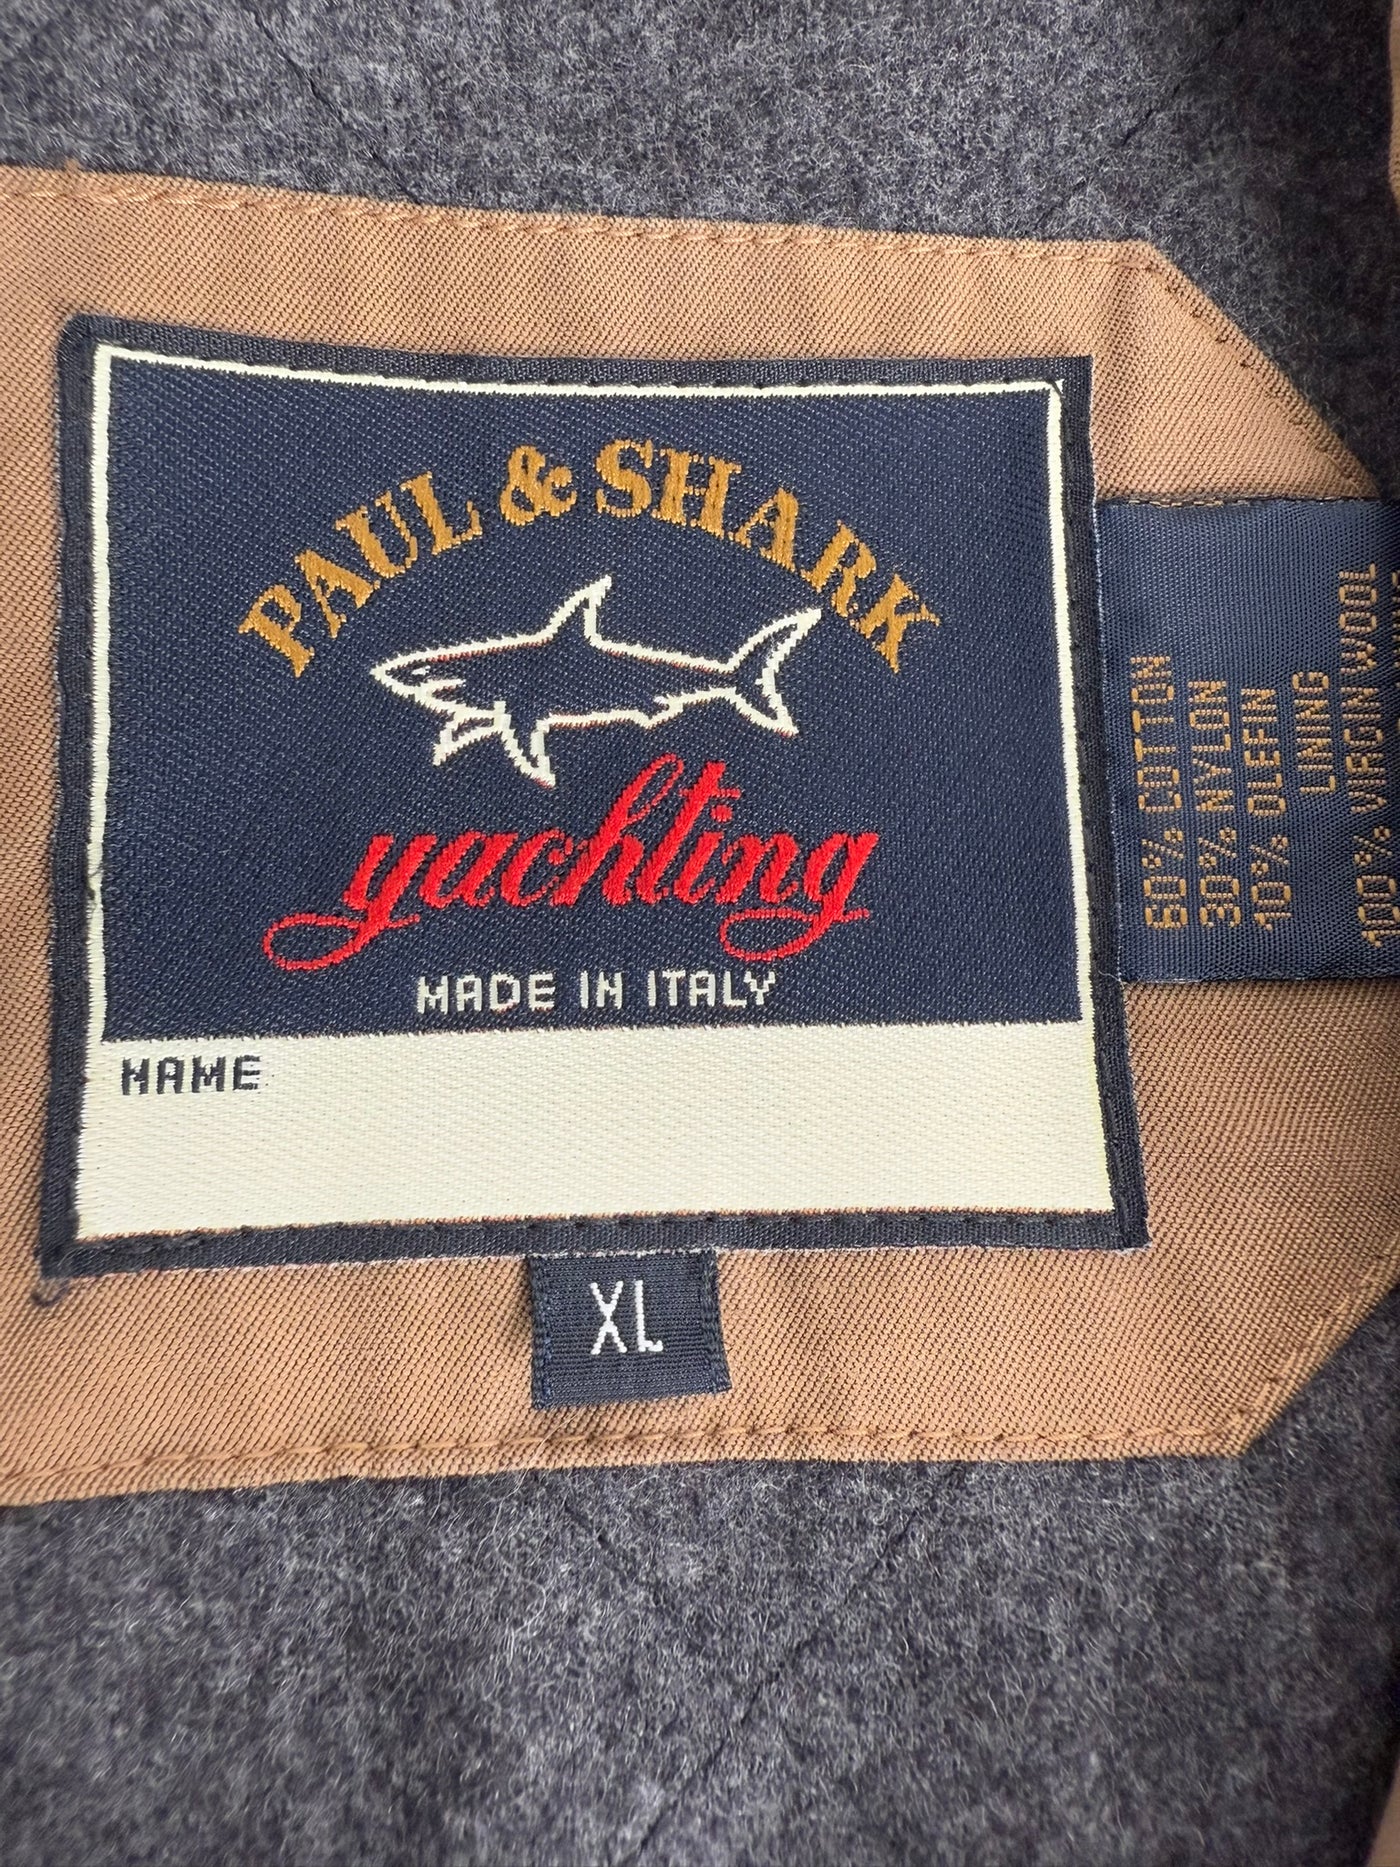 PAUL & SHARK
yachting
MADE IN ITALY
NAME
XL
60% COTTON
30% NYLON
10% OLEFIN
LINING
100% VIRGIN WOOL